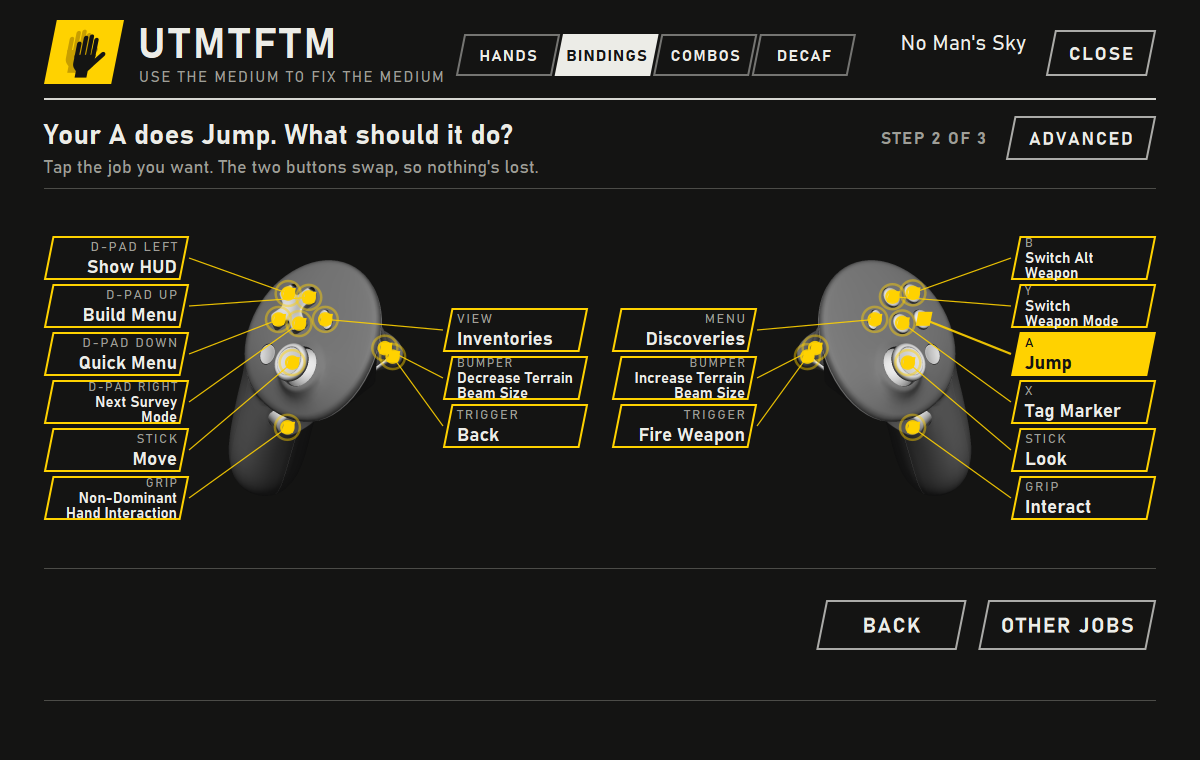 UTMTFTM
USE THE MEDIUM TO FIX THE MEDIUM
HANDS
BINDINGS
COMBOS
DECAF
No Man's Sky
CLOSE
Your A does Jump. What should it do?
Tap the job you want. The two buttons swap, so nothing's lost.
STEP 2 OF 3
ADVANCED
D-PAD LEFT
Show HUD
D-PAD UP
Build Menu
D-PAD DOWN
Quick Menu
D-PAD RIGHT
Next Survey
Mode
STICK
Move
GRIP
Non-Dominant
Hand Interaction
VIEW
Inventories
BUMPER
Decrease Terrain
Beam Size
TRIGGER
Back
MENU
Discoveries
BUMPER
Increase Terrain
Beam Size
TRIGGER
Fire Weapon
B
Switch Alt
Weapon
Y
Switch
Weapon Mode
A
Jump
X
Tag Marker
STICK
Look
GRIP
Interact
BACK
OTHER JOBS